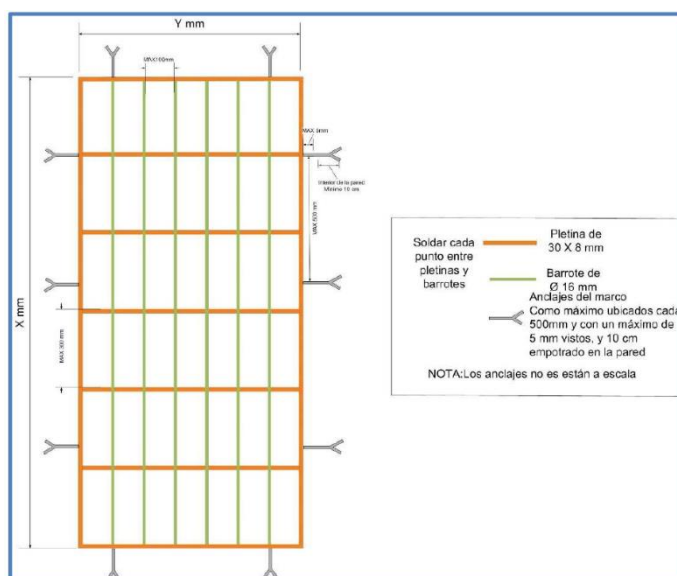 Y mm
MAX100mm
MAX 5mm
Interior de la pared
Mínimo 10 cm
MAX 500 mm
X mm
MAX 300 mm
Soldar cada
punto entre
pletinas y
barrotes
Pletina de
30 X 8 mm
Barrote de
Ø 16 mm
Anclajes del marco
Como máximo ubicados cada
500mm y con un máximo de
5 mm vistos, y 10 cm
empotrado en la pared
NOTA:Los anclajes no es están a escala